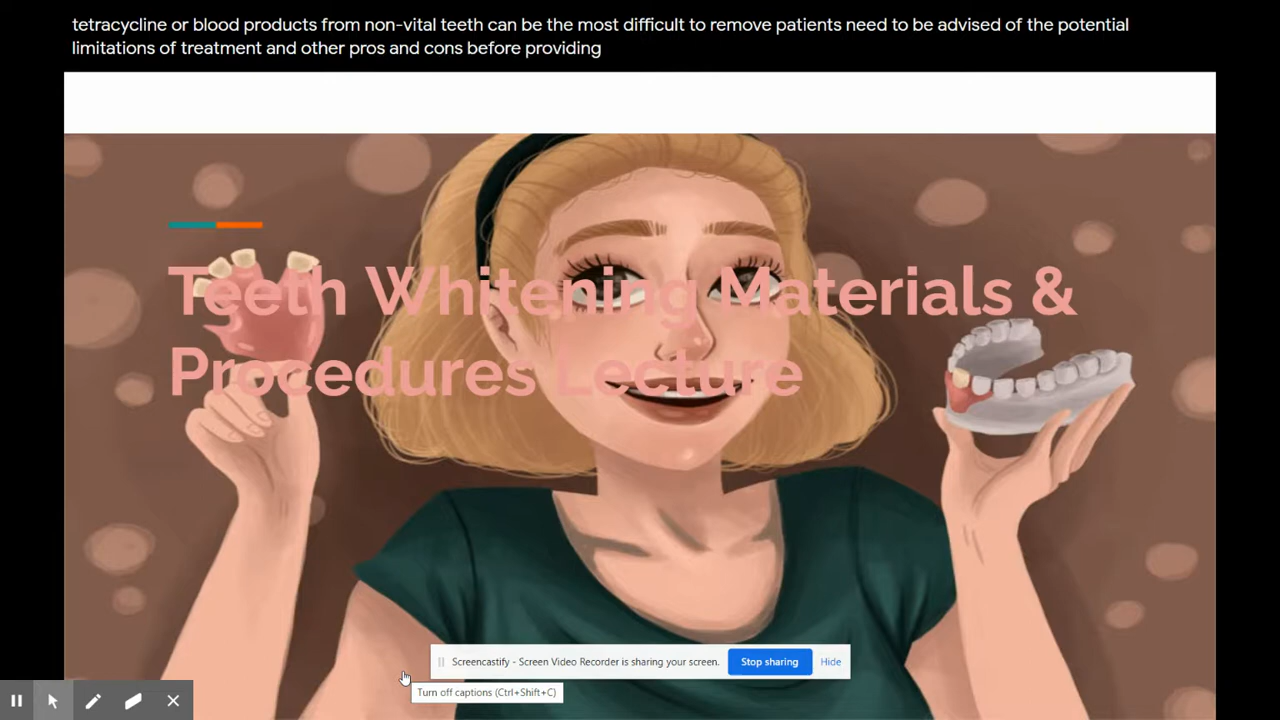 tetracycline or blood products from non-vital teeth can be the most difficult to remove patients need to be advised of the potential
limitations of treatment and other pros and cons before providing
Teeth Whitening Materials &
Procedures Lecture
Screencastify - Screen Video Recorder is sharing your screen.
Stop sharing
Hide
Turn off captions (Ctrl+Shift+C)